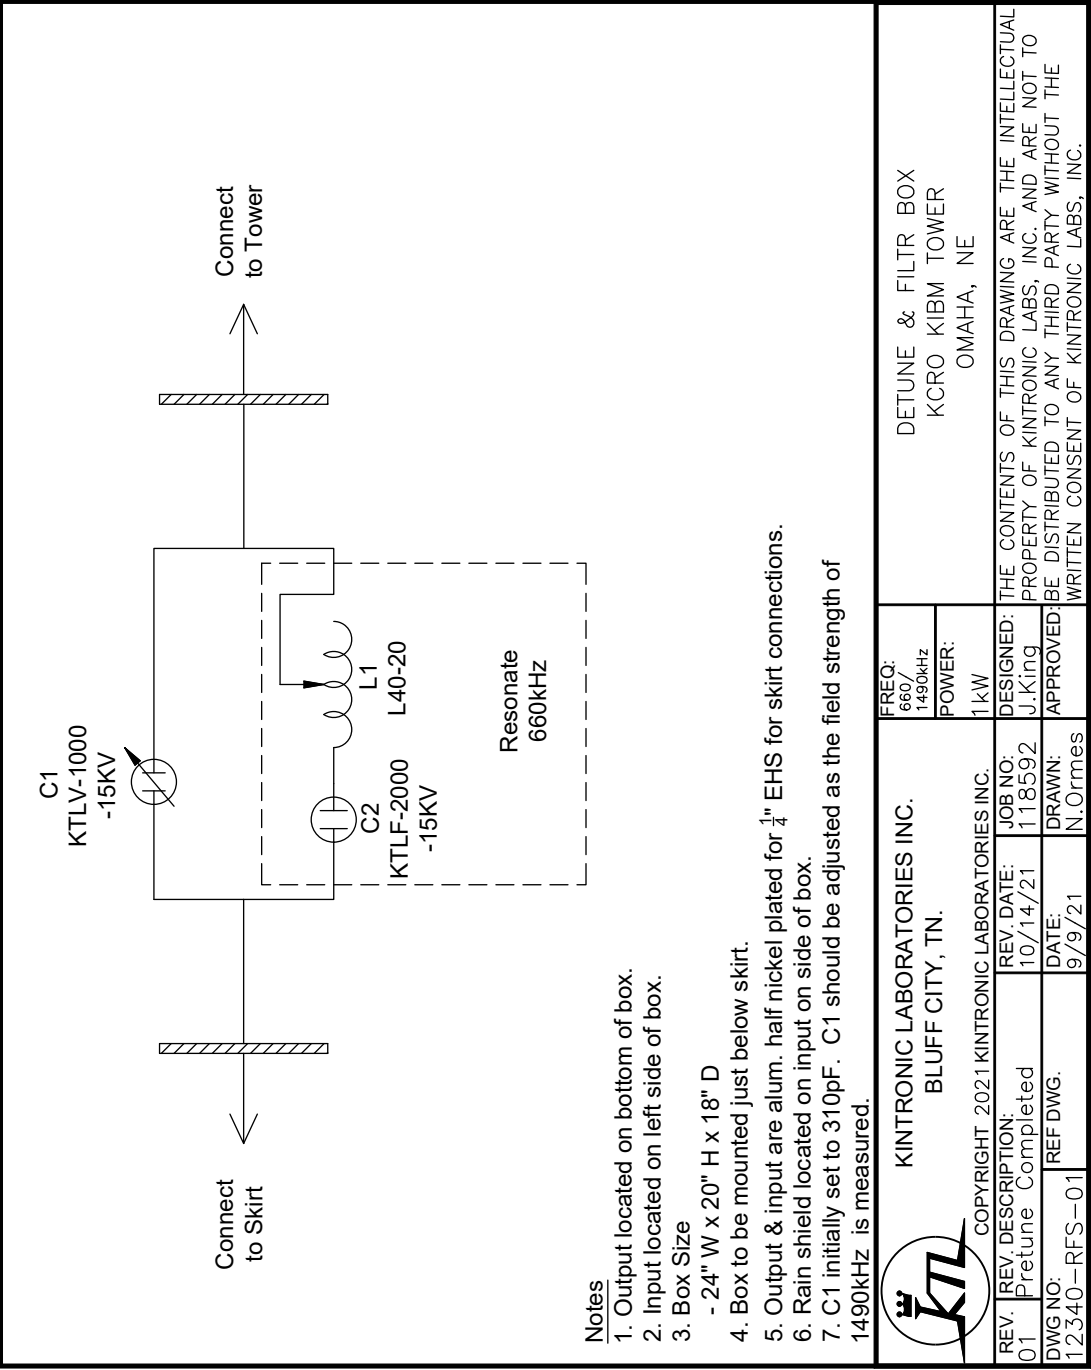 C1
KTLV-1000
-15KV
Connect
to Skirt
Connect
to Tower
C2
KTLF-2000
-15KV
L1
L40-20
Resonate
660kHz
Notes
1. Output located on bottom of box.
2. Input located on left side of box.
3. Box Size
- 24" W x 20" H x 18" D
4. Box to be mounted just below skirt.
5. Output & input are alum. half nickel plated for 1/4" EHS for skirt connections.
6. Rain shield located on input on side of box.
7. C1 initially set to 310pF. C1 should be adjusted as the field strength of
1490kHz is measured.
KTL
KINTRONIC LABORATORIES INC.
BLUFF CITY, TN.
COPYRIGHT 2021 KINTRONIC LABORATORIES INC.
FREQ:
660/
1490kHz
POWER:
1kW
DETUNE & FILTR BOX
KCRO KIBM TOWER
OMAHA, NE
REV.
01
REV. DESCRIPTION:
Pretune Completed
REV. DATE:
10/14/21
JOB NO:
118592
DESIGNED:
J.King
DWG NO:
12340-RFS-01
REF DWG.
DATE:
9/9/21
DRAWN:
N.Ormes
APPROVED:
THE CONTENTS OF THIS DRAWING ARE THE INTELLECTUAL
PROPERTY OF KINTRONIC LABS, INC. AND ARE NOT TO
BE DISTRIBUTED TO ANY THIRD PARTY WITHOUT THE
WRITTEN CONSENT OF KINTRONIC LABS, INC.